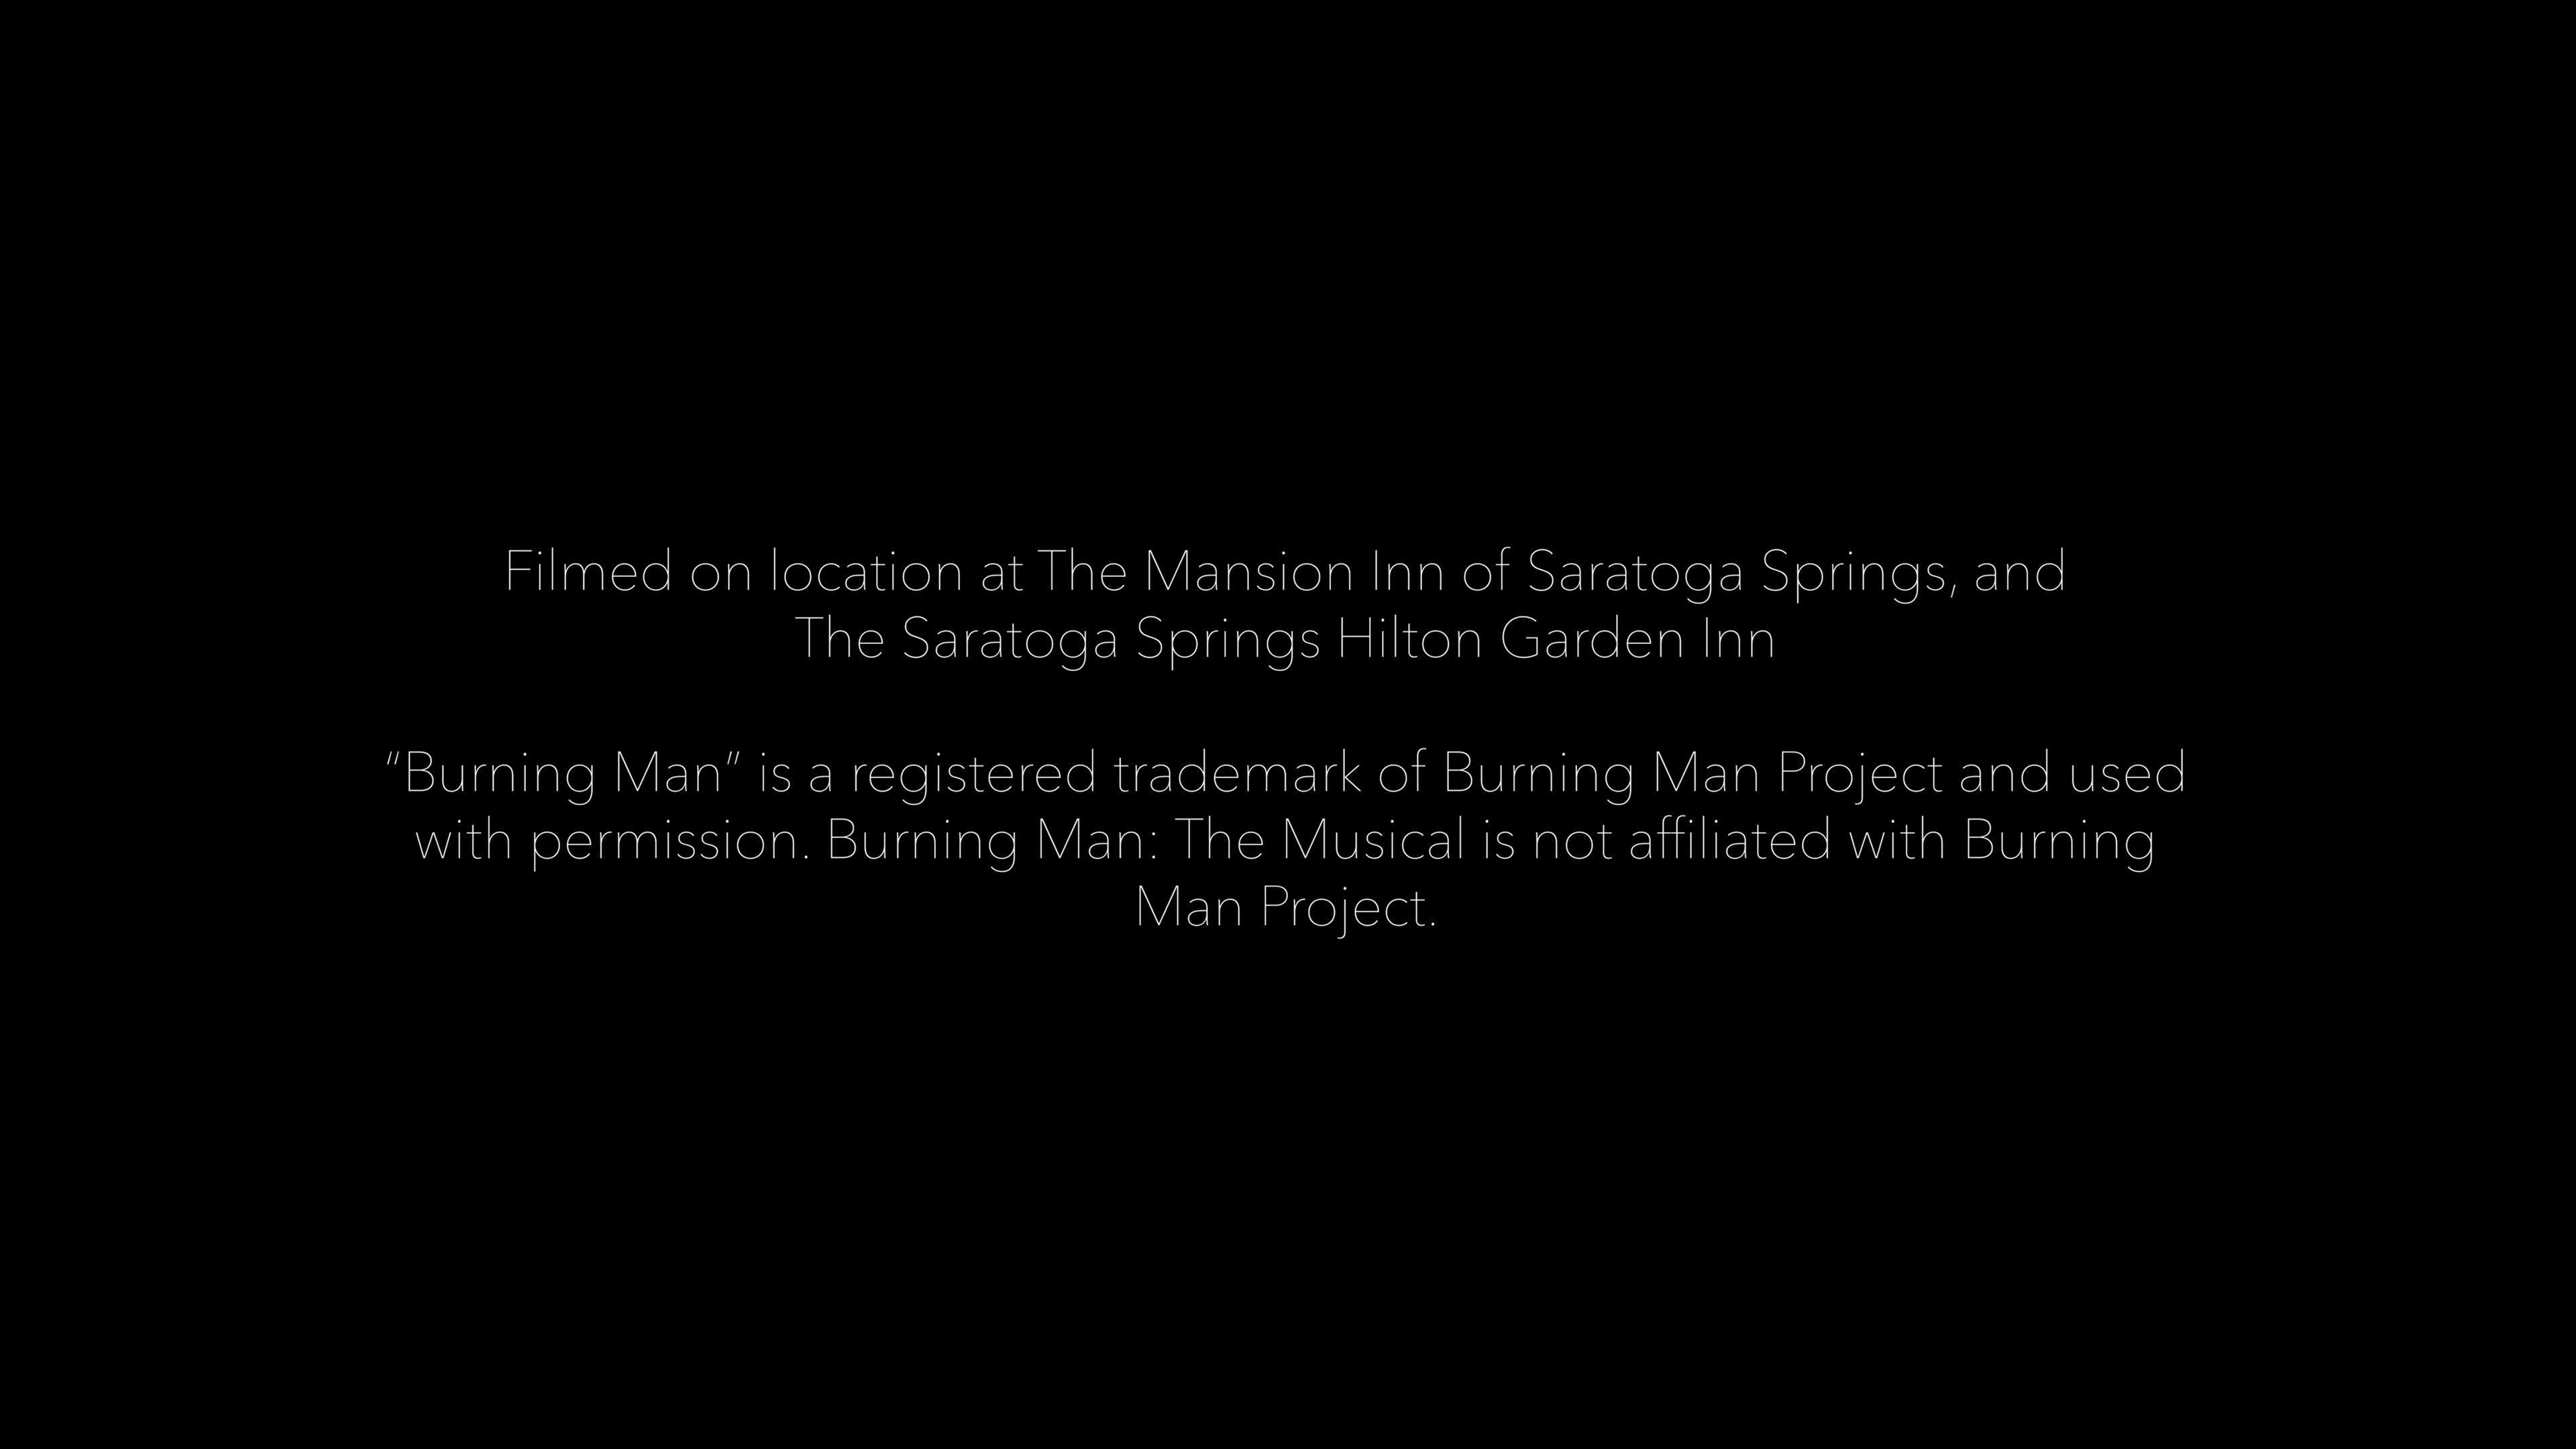 Filmed on location at The Mansion Inn of Saratoga Springs, and
The Saratoga Springs Hilton Garden Inn
“Burning Man” is a registered trademark of Burning Man Project and used
with permission. Burning Man: The Musical is not affiliated with Burning
Man Project.